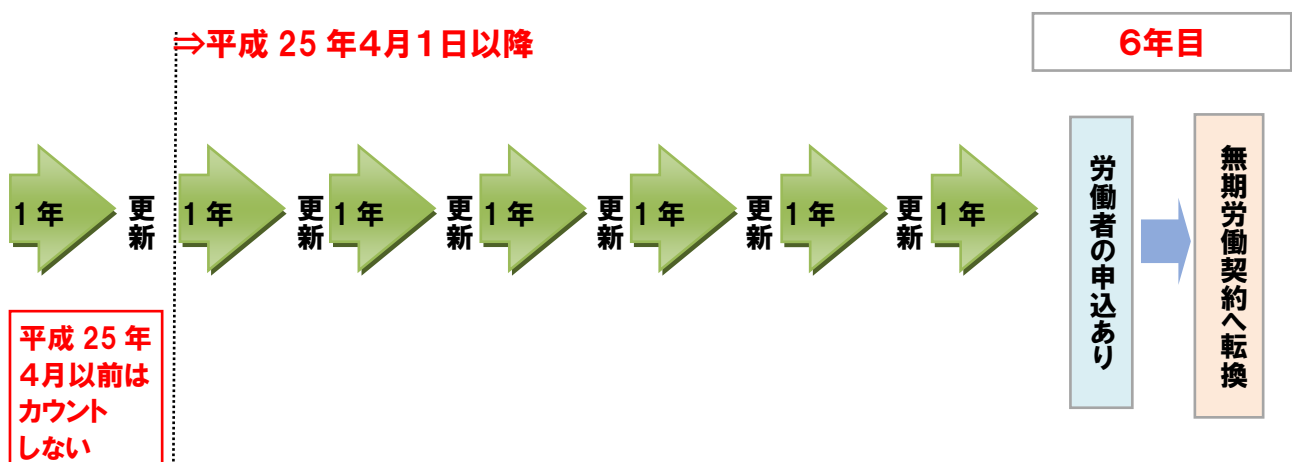 ⇒平成 25 年４月１日以降
６年目
１年
更新
１年
更新
１年
更新
１年
更新
１年
更新
１年
更新
１年
労働者の申込あり
無期労働契約へ転換
平成 25 年
４月以前は
カウント
しない